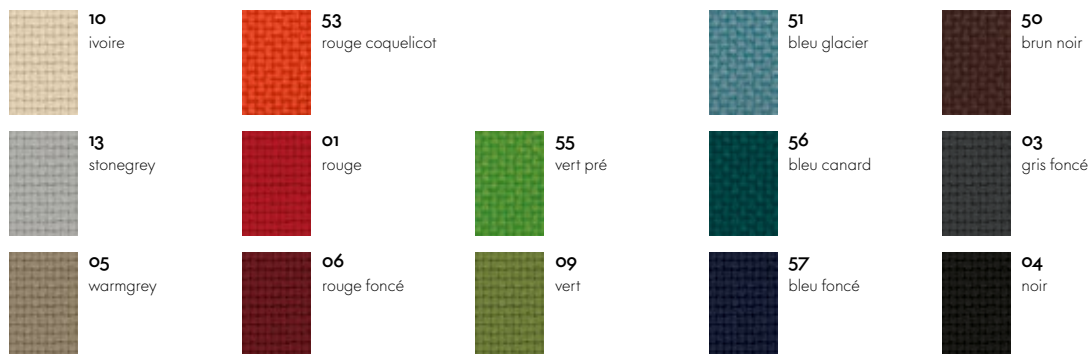 10
ivoire
53
rouge coquelicot
51
bleu glacier
50
brun noir
13
stonegrey
01
rouge
55
vert pré
56
bleu canard
03
gris foncé
05
warmgrey
06
rouge foncé
09
vert
57
bleu foncé
04
noir